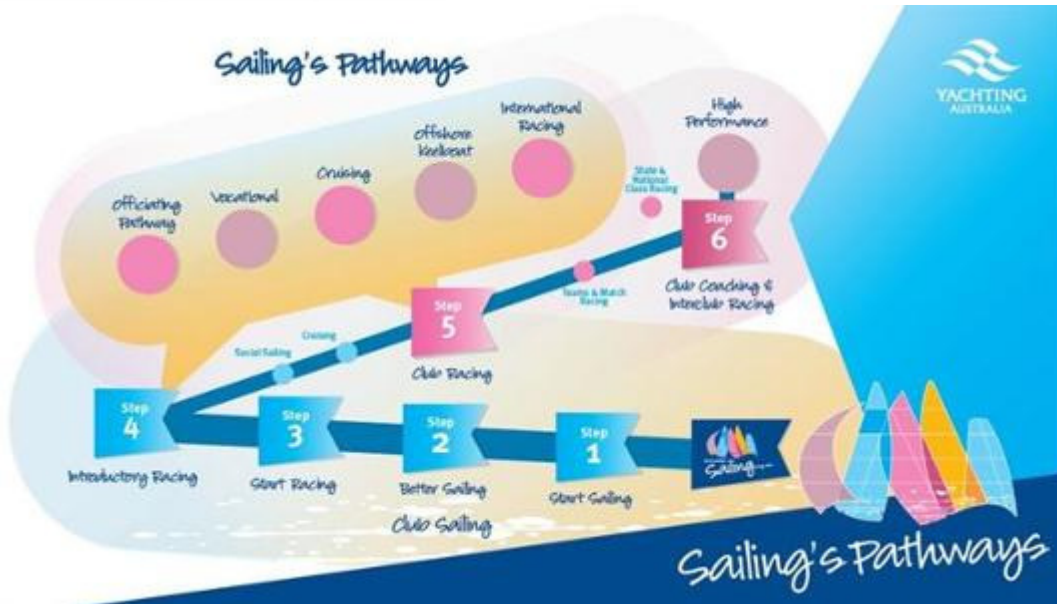 Sailing's Pathways
YACHTING
AUSTRALIA
High
Performance
International
Racing
Offshore
Keelboat
Cruising
Vocational
Officiating
Pathway
State &
National
Class Racing
Step
6
Club Coaching &
Interclub Racing
Teams & Match
Racing
Step
5
Club Racing
Cruising
Social Sailing
Step
4
Introductory Racing
Step
3
Start Racing
Step
2
Better Sailing
Step
1
Start Sailing
Club Sailing
Sailing
Sailing's Pathways